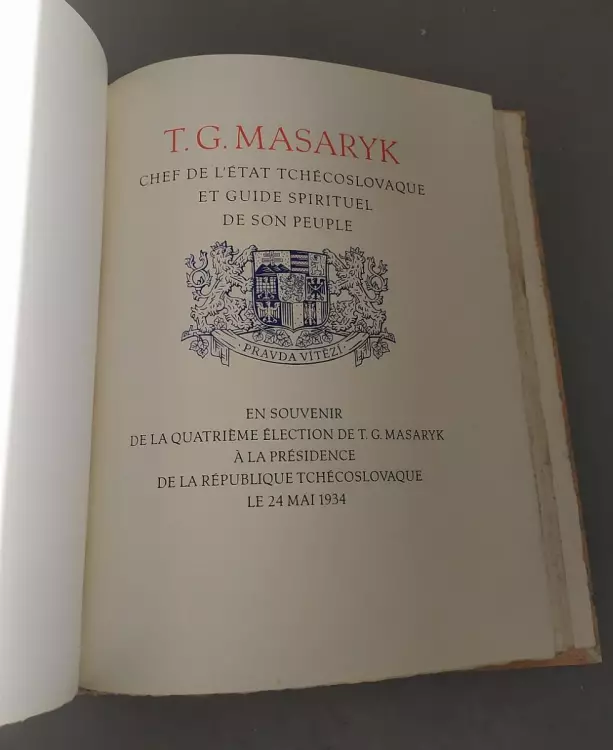 T. G. MASARYK
CHEF DE L'ÉTAT TCHÉCOSLOVAQUE
ET GUIDE SPIRITUEL
DE SON PEUPLE
· PRAVDA VÍTĚZÍ ·
EN SOUVENIR
DE LA QUATRIÈME ÉLECTION DE T. G. MASARYK
À LA PRÉSIDENCE
DE LA RÉPUBLIQUE TCHÉCOSLOVAQUE
LE 24 MAI 1934